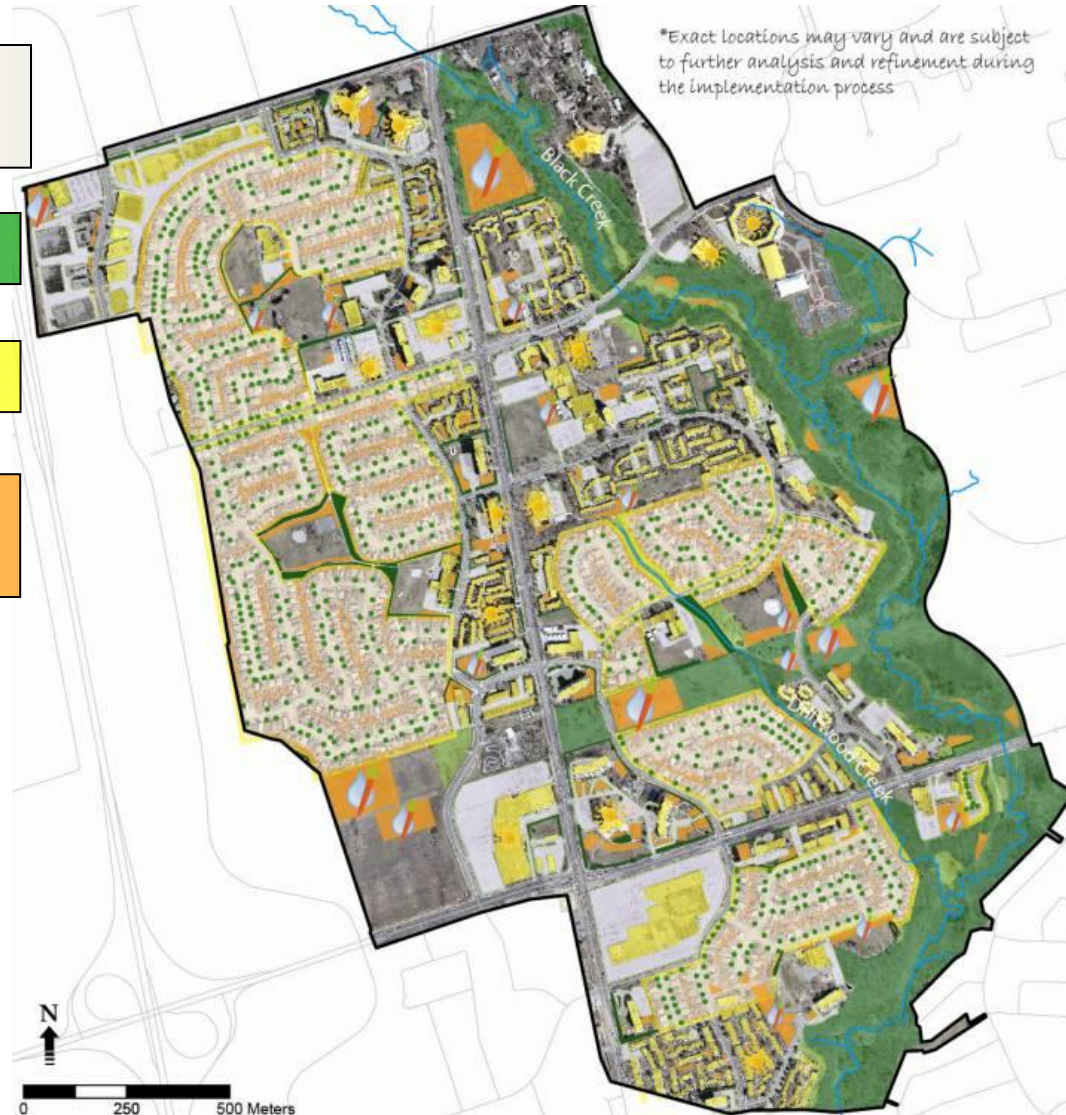 *Exact locations may vary and are subject
to further analysis and refinement during
the implementation process
Black Creek
Driftwood Creek
N
0 250 500 Meters